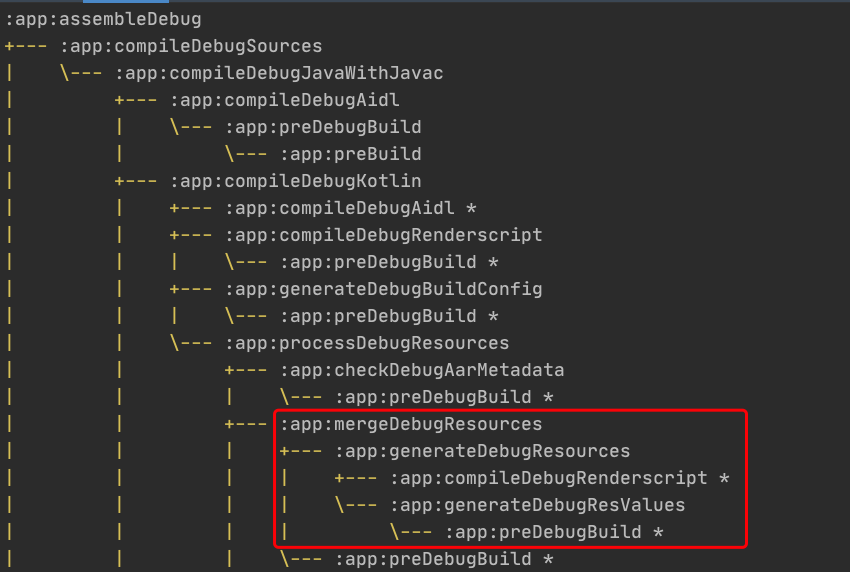 :app:assembleDebug
+--- :app:compileDebugSources
|    \--- :app:compileDebugJavaWithJavac
|         +--- :app:compileDebugAidl
|         |    \--- :app:preDebugBuild
|         |         \--- :app:preBuild
|         +--- :app:compileDebugKotlin
|         |    +--- :app:compileDebugAidl *
|         |    +--- :app:compileDebugRenderscript
|         |    |    \--- :app:preDebugBuild *
|         |    +--- :app:generateDebugBuildConfig
|         |    |    \--- :app:preDebugBuild *
|         |    \--- :app:processDebugResources
|         |         +--- :app:checkDebugAarMetadata
|         |         |    \--- :app:preDebugBuild *
|         |         +--- :app:mergeDebugResources
|         |         |    +--- :app:generateDebugResources
|         |         |    |    +--- :app:compileDebugRenderscript *
|         |         |    |    \--- :app:generateDebugResValues
|         |         |    |         \--- :app:preDebugBuild *
|         |         |    \--- :app:preDebugBuild *